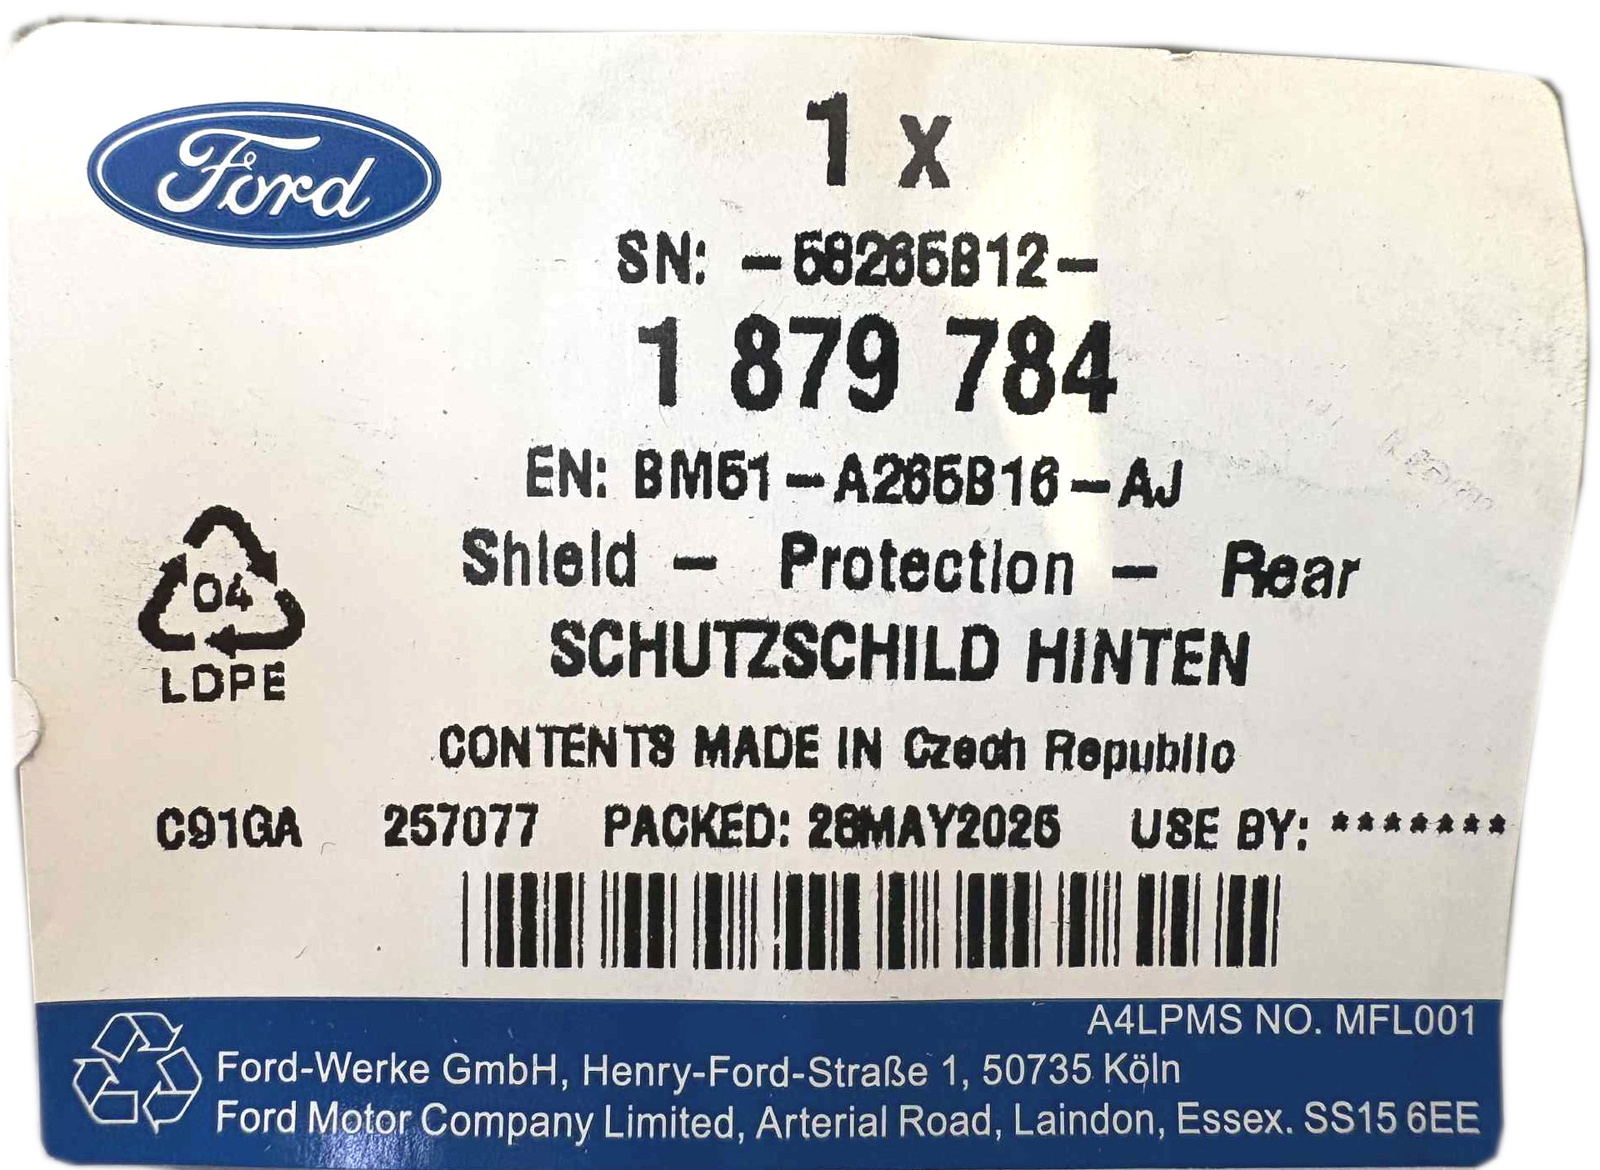 Ford
1 x
SN: -58265B12-
1 879 784
EN: BM51-A265B16-AJ
Shield - Protection - Rear
SCHUTZSCHILD HINTEN
04
LDPE
CONTENTS MADE IN Czech Republic
C91GA 257077 PACKED: 28MAY2025 USE BY: *******
A4LPMS NO. MFL001
Ford-Werke GmbH, Henry-Ford-Straße 1, 50735 Köln
Ford Motor Company Limited, Arterial Road, Laindon, Essex. SS15 6EE